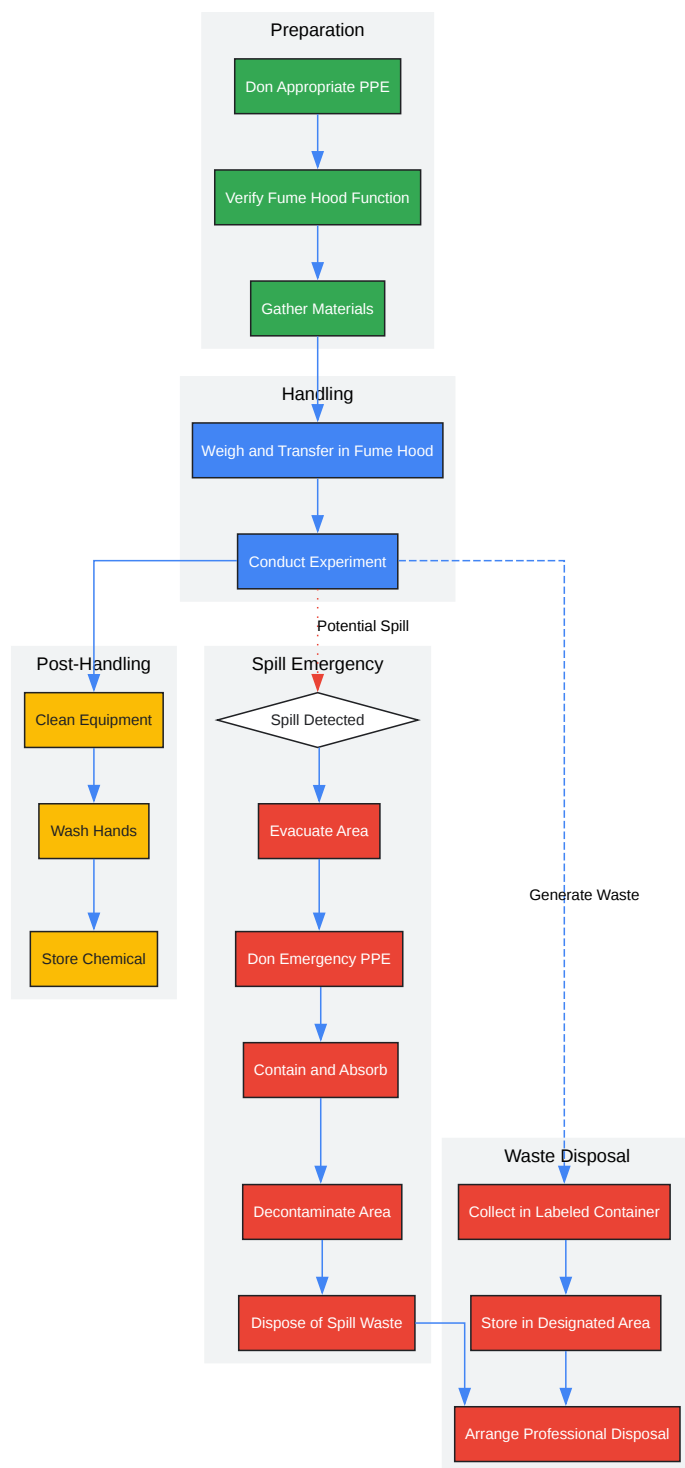 Preparation
Don Appropriate PPE
Verify Fume Hood Function
Gather Materials
Handling
Weigh and Transfer in Fume Hood
Conduct Experiment
Potential Spill
Post-Handling
Clean Equipment
Wash Hands
Store Chemical
Spill Emergency
Spill Detected
Evacuate Area
Don Emergency PPE
Contain and Absorb
Decontaminate Area
Dispose of Spill Waste
Generate Waste
Waste Disposal
Collect in Labeled Container
Store in Designated Area
Arrange Professional Disposal